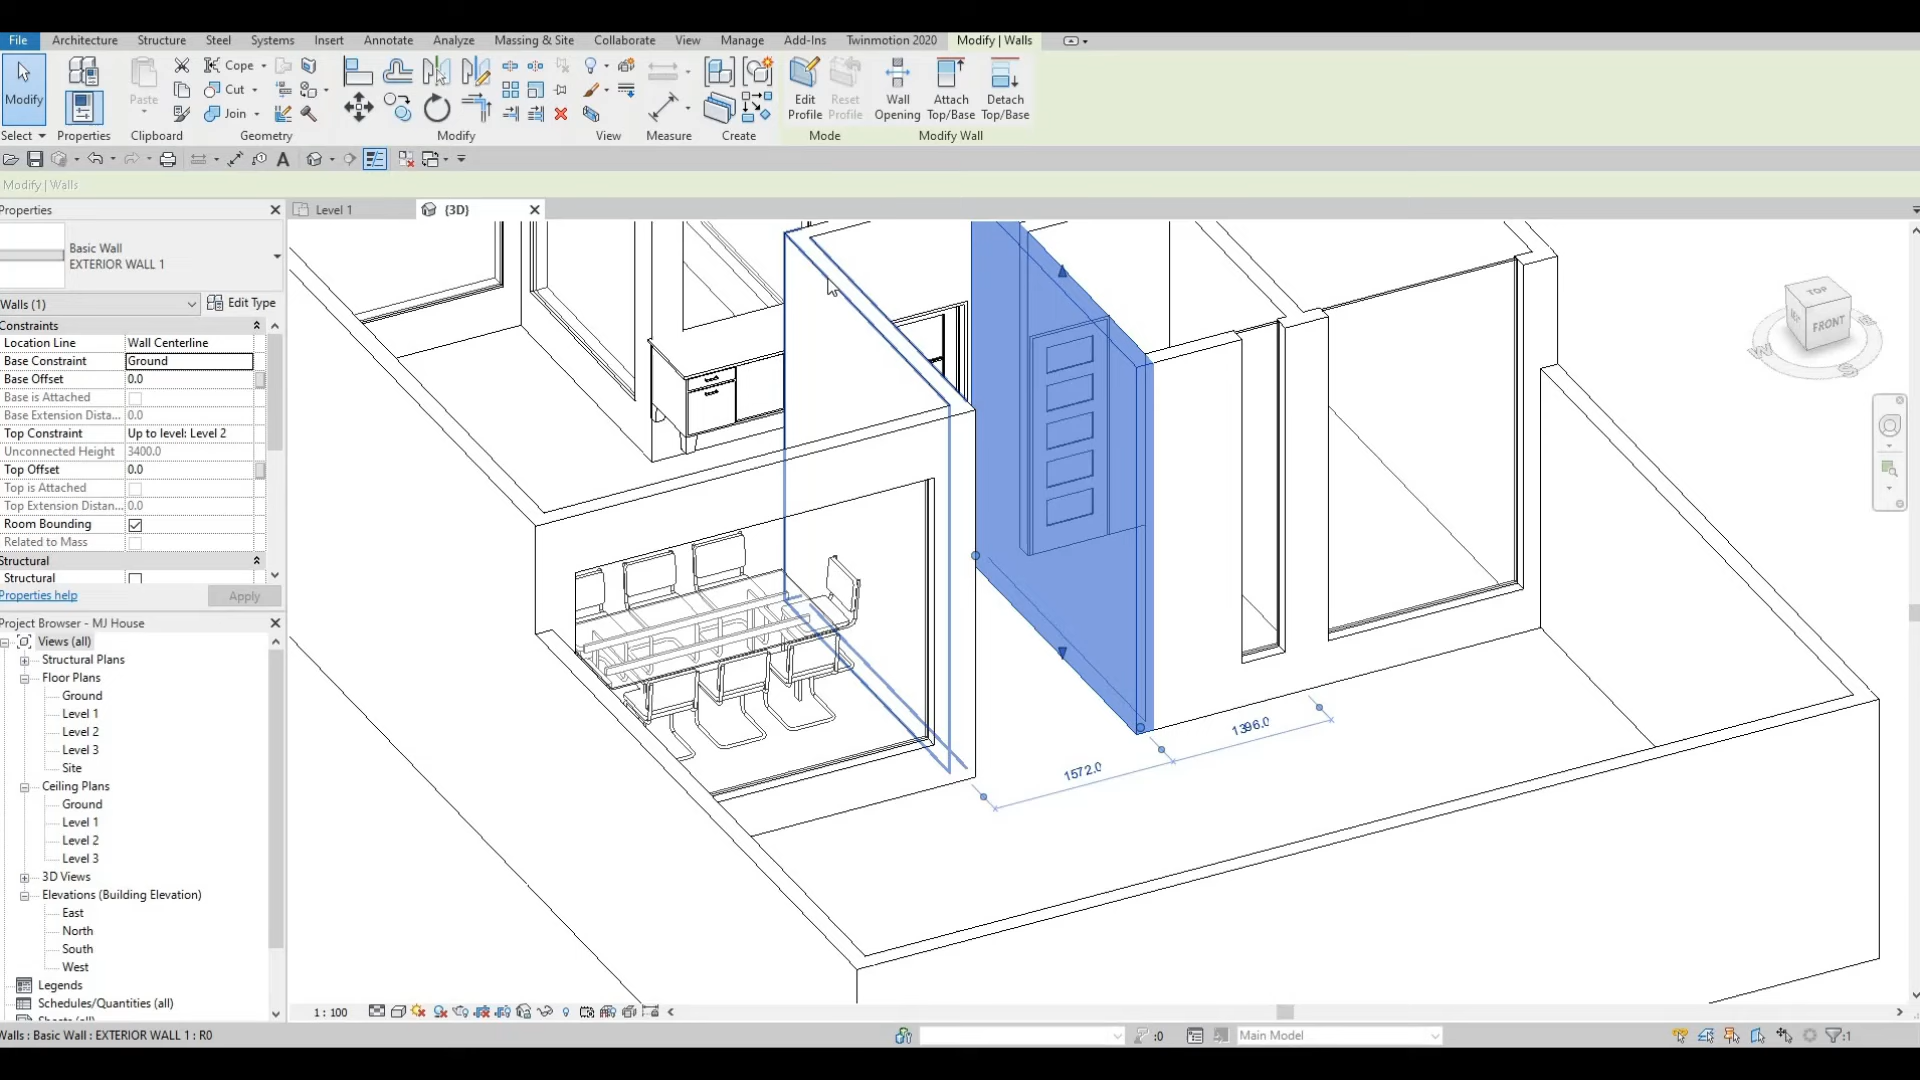 File Architecture Structure Steel Systems Insert Annotate Analyze Massing & Site Collaborate View Manage Add-Ins Twinmotion 2020 Modify | Walls
Modify
Paste
Cope
Cut
Join
Edit Profile
Reset Profile
Wall Opening
Attach Top/Base
Detach Top/Base
Select Properties Clipboard Geometry Modify View Measure Create Mode Modify Wall
Modify | Walls
Properties
Level 1
{3D}
Basic Wall
EXTERIOR WALL 1
Walls (1)
Edit Type
Constraints
Location Line Wall Centerline
Base Constraint Ground
Base Offset 0.0
Base is Attached
Base Extension Dista... 0.0
Top Constraint Up to level: Level 2
Unconnected Height 3400.0
Top Offset 0.0
Top is Attached
Top Extension Distan... 0.0
Room Bounding
Related to Mass
Structural
Structural
Properties help
Apply
Project Browser - MJ House
Views (all)
Structural Plans
Floor Plans
Ground
Level 1
Level 2
Level 3
Site
Ceiling Plans
Ground
Level 1
Level 2
Level 3
3D Views
Elevations (Building Elevation)
East
North
South
West
Legends
Schedules/Quantities (all)
TOP
FRONT
W
S
E
1396.0
1572.0
1 : 100
Walls : Basic Wall : EXTERIOR WALL 1 : R0
:0
Main Model
:1